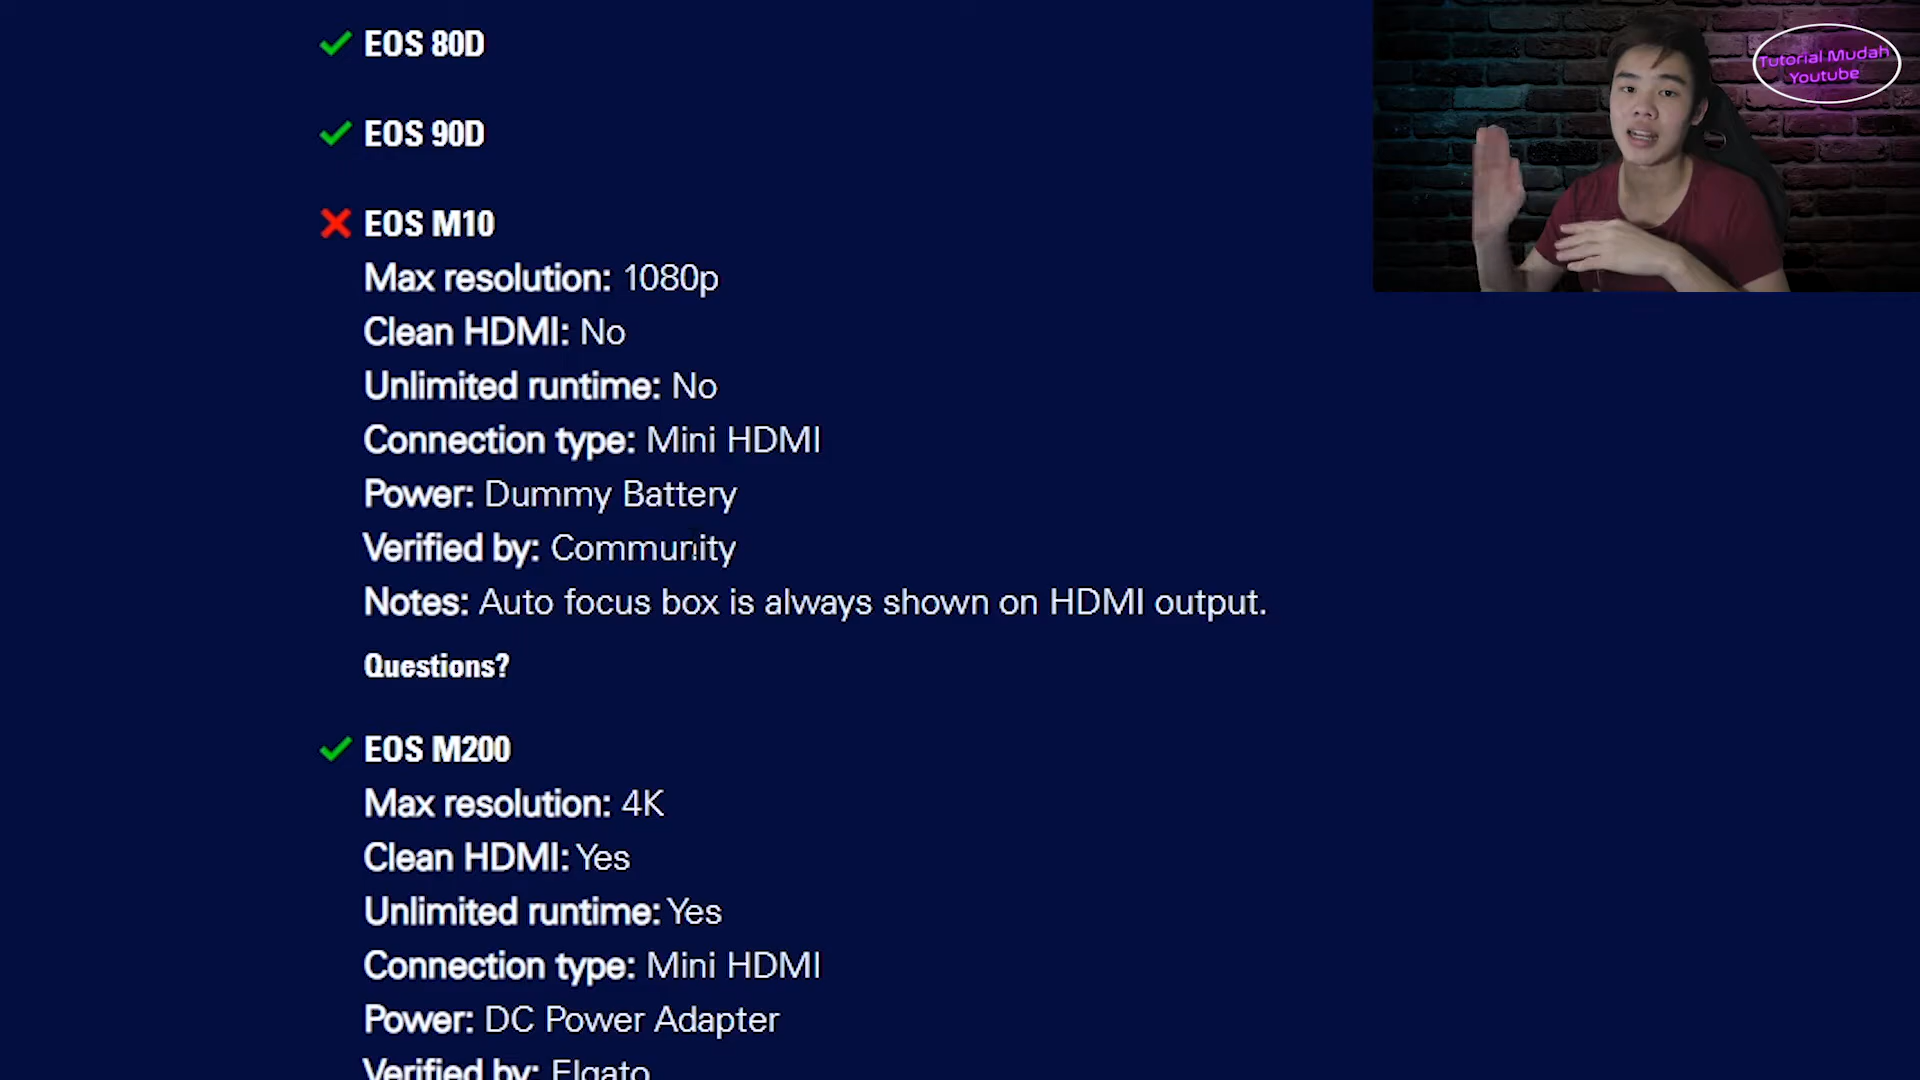 EOS 80D
EOS 90D
EOS M10
Max resolution: 1080p
Clean HDMI: No
Unlimited runtime: No
Connection type: Mini HDMI
Power: Dummy Battery
Verified by: Community
Notes: Auto focus box is always shown on HDMI output.
Questions?
EOS M200
Max resolution: 4K
Clean HDMI: Yes
Unlimited runtime: Yes
Connection type: Mini HDMI
Power: DC Power Adapter
Verified by: Elgato
Tutorial Mudah
Youtube